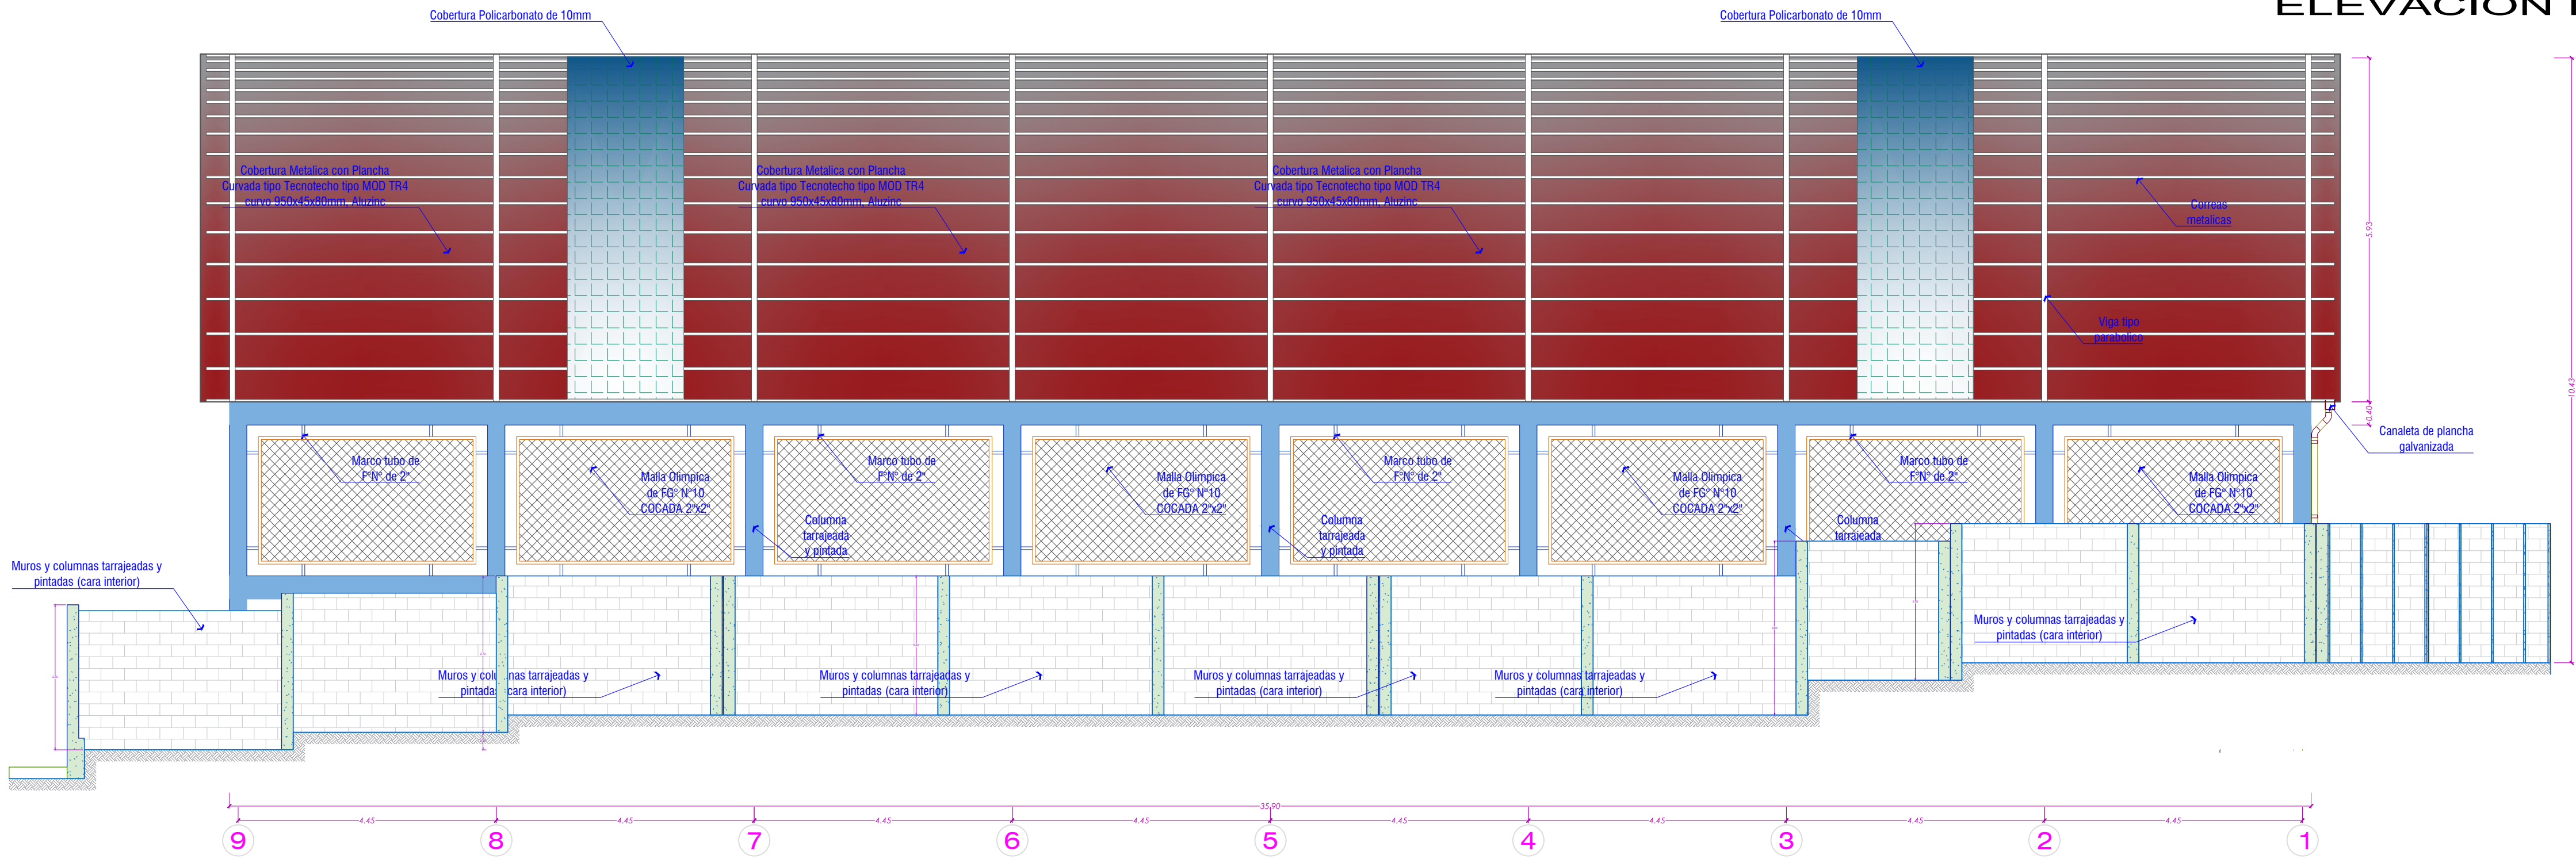 ELEVACION
Cobertura Policarbonato de 10mm
Cobertura Policarbonato de 10mm
Cobertura Metalica con Plancha
Curvada tipo Tecnotecho tipo MOD TR4
curvo 950x45x80mm, Aluzinc
Cobertura Metalica con Plancha
Curvada tipo Tecnotecho tipo MOD TR4
curvo 950x45x80mm, Aluzinc
Cobertura Metalica con Plancha
Curvada tipo Tecnotecho tipo MOD TR4
curvo 950x45x80mm, Aluzinc
Correas
metalicas
5.93
Viga tipo
parabolico
10.43
0.40
Canaleta de plancha
galvanizada
Marco tubo de
F°N° de 2"
Malla Olimpica
de FG° N°10
COCADA 2"x2"
Marco tubo de
F°N° de 2"
Malla Olimpica
de FG° N°10
COCADA 2"x2"
Marco tubo de
F°N° de 2"
Malla Olimpica
de FG° N°10
COCADA 2"x2"
Marco tubo de
F°N° de 2"
Malla Olimpica
de FG° N°10
COCADA 2"x2"
Columna
tarrajeada
y pintada
Columna
tarrajeada
y pintada
Columna
tarrajeada
Muros y columnas tarrajeadas y
pintadas (cara interior)
Muros y columnas tarrajeadas y
pintadas (cara interior)
Muros y columnas tarrajeadas y
pintadas (cara interior)
Muros y columnas tarrajeadas y
pintadas (cara interior)
Muros y columnas tarrajeadas y
pintadas (cara interior)
Muros y columnas tarrajeadas y
pintadas (cara interior)
35.90
4.45 4.45 4.45 4.45 4.45 4.45 4.45 4.45
9 8 7 6 5 4 3 2 1